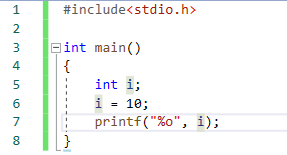 1 #include<stdio.h>
2
3 int main()
4 {
5 int i;
6 i = 10;
7 printf("%o", i);
8 }